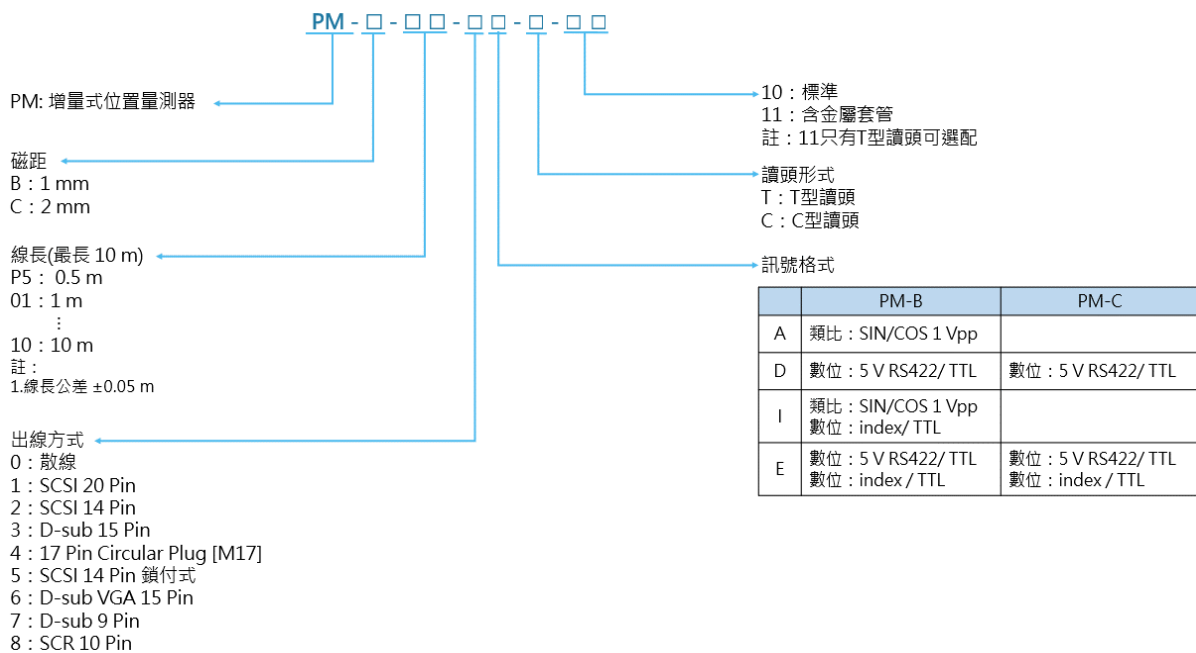 PM - □ - □ □ - □ □ - □ - □ □
PM: 增量式位置量測器
磁距
B：1 mm
C：2 mm
線長(最長 10 m)
P5： 0.5 m
01：1 m
⋮
10：10 m
註：
1.線長公差 ±0.05 m
出線方式
0：散線
1：SCSI 20 Pin
2：SCSI 14 Pin
3：D-sub 15 Pin
4：17 Pin Circular Plug [M17]
5：SCSI 14 Pin 鎖付式
6：D-sub VGA 15 Pin
7：D-sub 9 Pin
8：SCR 10 Pin
10：標準
11：含金屬套管
註：11只有T型讀頭可選配
讀頭形式
T：T型讀頭
C：C型讀頭
訊號格式
PM-B PM-C
A 類比：SIN/COS 1 Vpp
D 數位：5 V RS422/ TTL 數位：5 V RS422/ TTL
I 類比：SIN/COS 1 Vpp
數位：index/ TTL
E 數位：5 V RS422/ TTL 數位：5 V RS422/ TTL
數位：index / TTL 數位：index / TTL